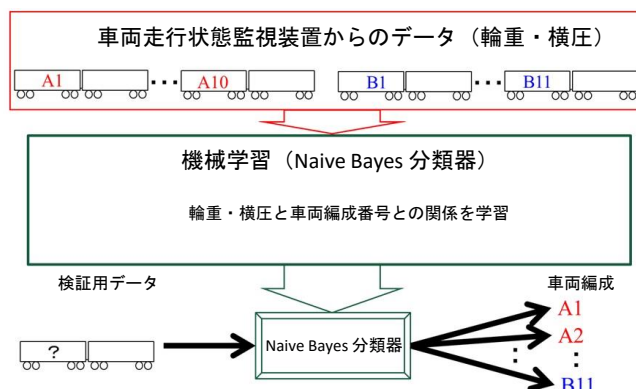 車両走行状態監視装置からのデータ（輪重・横圧）
A1 … A10 B1 … B11
機械学習（Naive Bayes 分類器）
輪重・横圧と車両編成番号との関係を学習
検証用データ
車両編成
?
Naive Bayes 分類器
A1
A2
⋮
B11